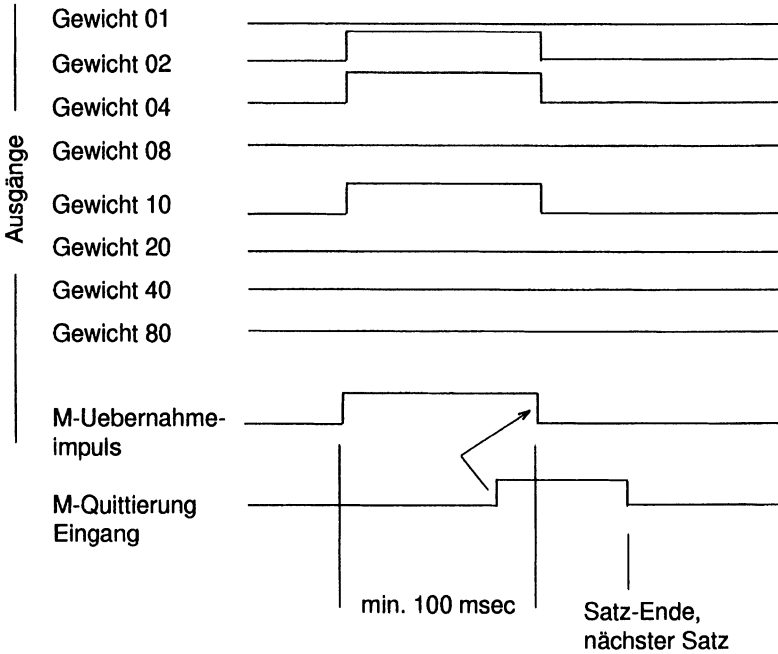 Ausgänge
Gewicht 01
Gewicht 02
Gewicht 04
Gewicht 08
Gewicht 10
Gewicht 20
Gewicht 40
Gewicht 80
M-Uebernahme-
impuls
M-Quittierung
Eingang
min. 100 msec
Satz-Ende,
nächster Satz